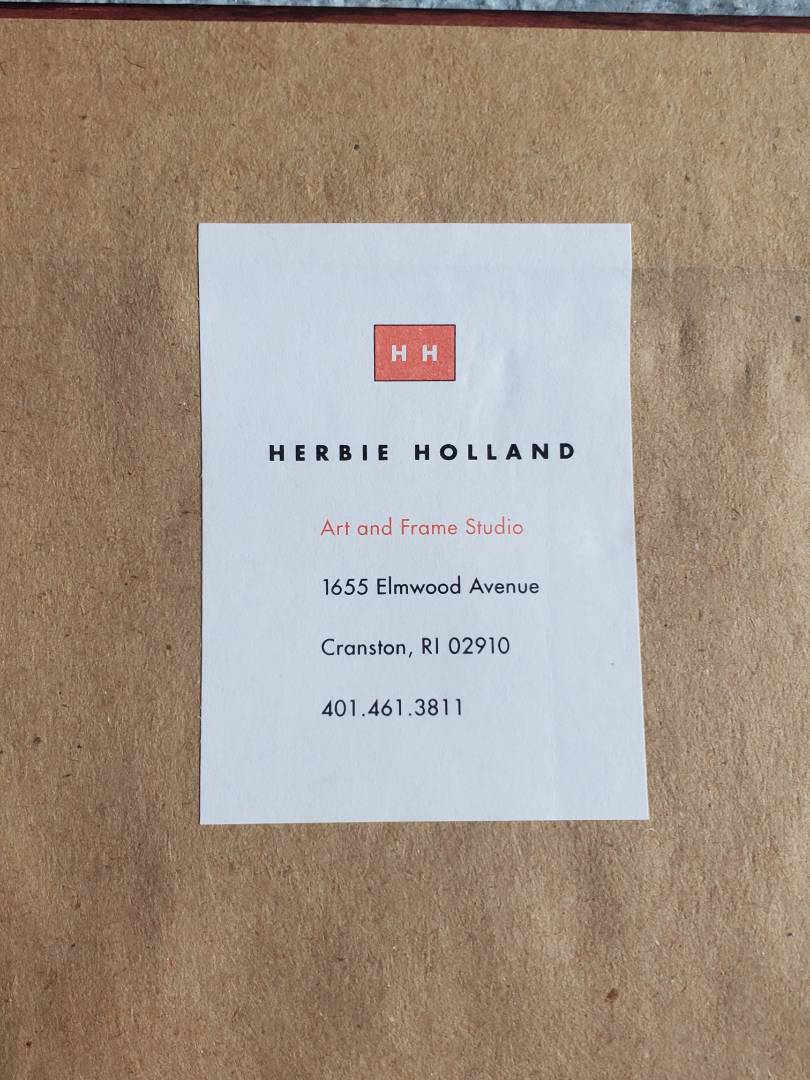 H H
HERBIE HOLLAND
Art and Frame Studio
1655 Elmwood Avenue
Cranston, RI 02910
401.461.3811